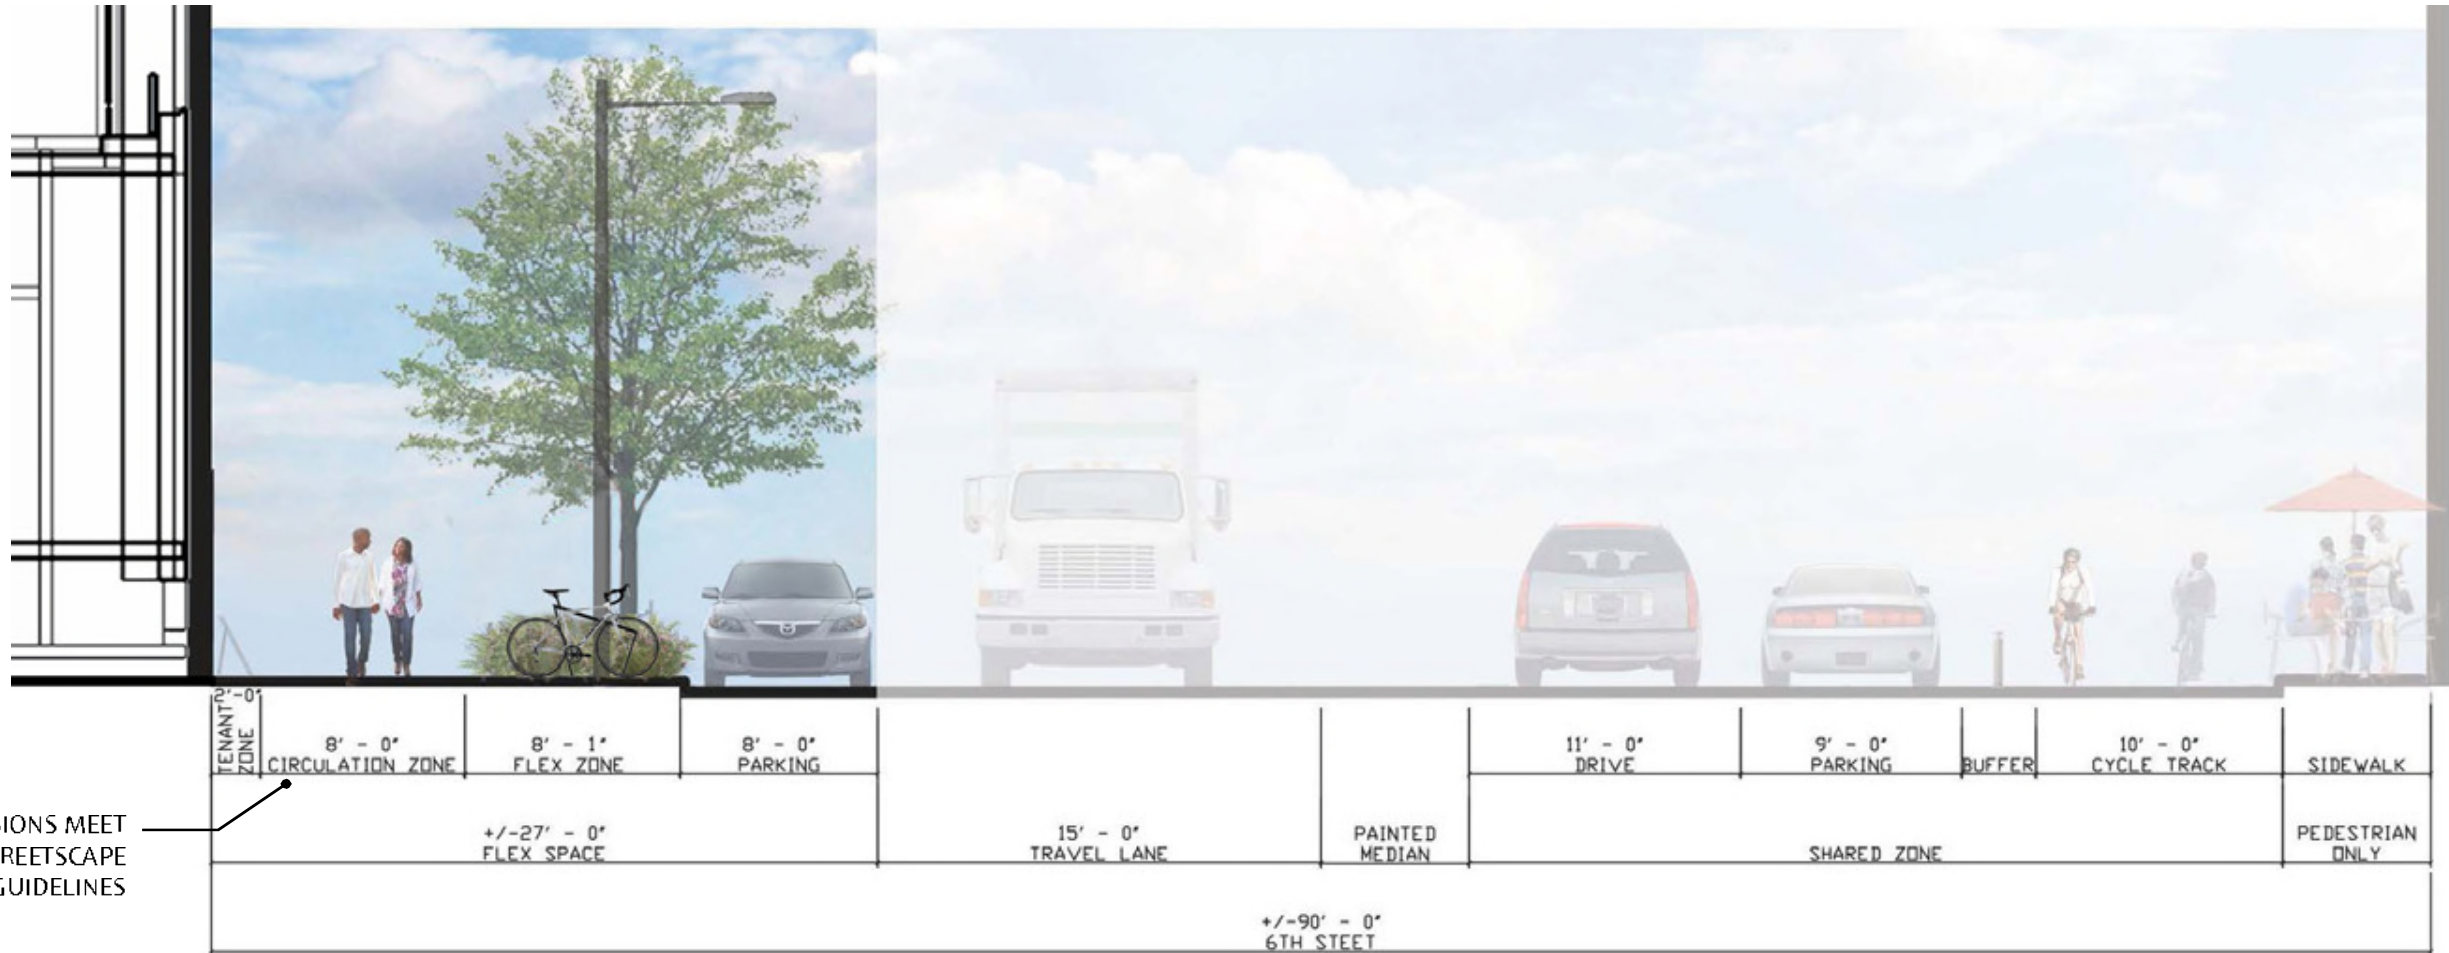 2'-0"
TENANT
ZONE
8' - 0"
CIRCULATION ZONE
8' - 1"
FLEX ZONE
8' - 0"
PARKING
11' - 0"
DRIVE
9' - 0"
PARKING
BUFFER
10' - 0"
CYCLE TRACK
SIDEWALK
IONS MEET
REETSCAPE
GUIDELINES
+/-27' - 0"
FLEX SPACE
15' - 0"
TRAVEL LANE
PAINTED
MEDIAN
SHARED ZONE
PEDESTRIAN
ONLY
+/-90' - 0"
6TH STEET